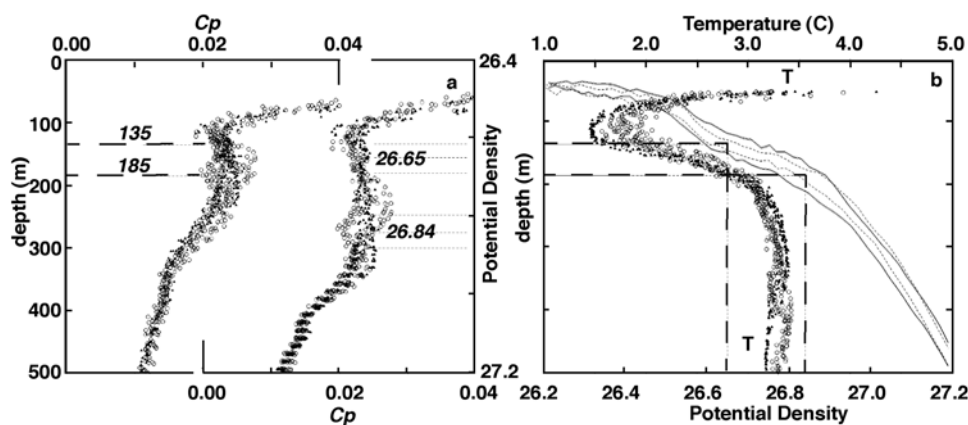 Cp
0.00 0.02 0.04
0 26.4
a
100
135
26.65
185
200
26.84
300
400
500 27.2
0.00 0.02 0.04
Cp
depth (m)
Potential Density
Temperature (C)
1.0 2.0 3.0 4.0 5.0
T b
T
depth (m)
26.2 26.4 26.6 26.8 27.0 27.2
Potential Density